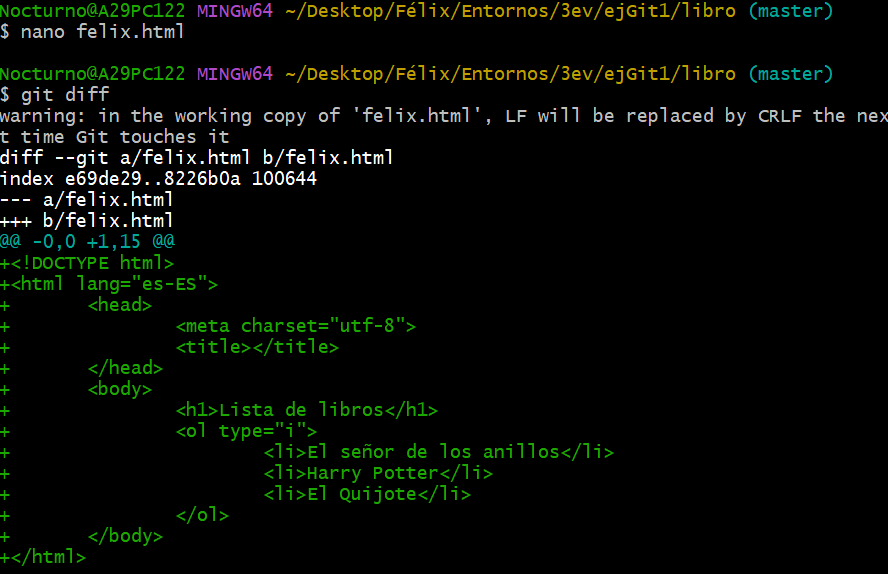 Nocturno@A29PC122 MINGW64 ~/Desktop/Félix/Entornos/3ev/ejGit1/libro (master)
$ nano felix.html

Nocturno@A29PC122 MINGW64 ~/Desktop/Félix/Entornos/3ev/ejGit1/libro (master)
$ git diff
warning: in the working copy of 'felix.html', LF will be replaced by CRLF the nex
t time Git touches it
diff --git a/felix.html b/felix.html
index e69de29..8226b0a 100644
--- a/felix.html
+++ b/felix.html
@@ -0,0 +1,15 @@
+<!DOCTYPE html>
+<html lang="es-ES">
+       <head>
+               <meta charset="utf-8">
+               <title></title>
+       </head>
+       <body>
+               <h1>Lista de libros</h1>
+               <ol type="i">
+                       <li>El señor de los anillos</li>
+                       <li>Harry Potter</li>
+                       <li>El Quijote</li>
+               </ol>
+       </body>
+</html>